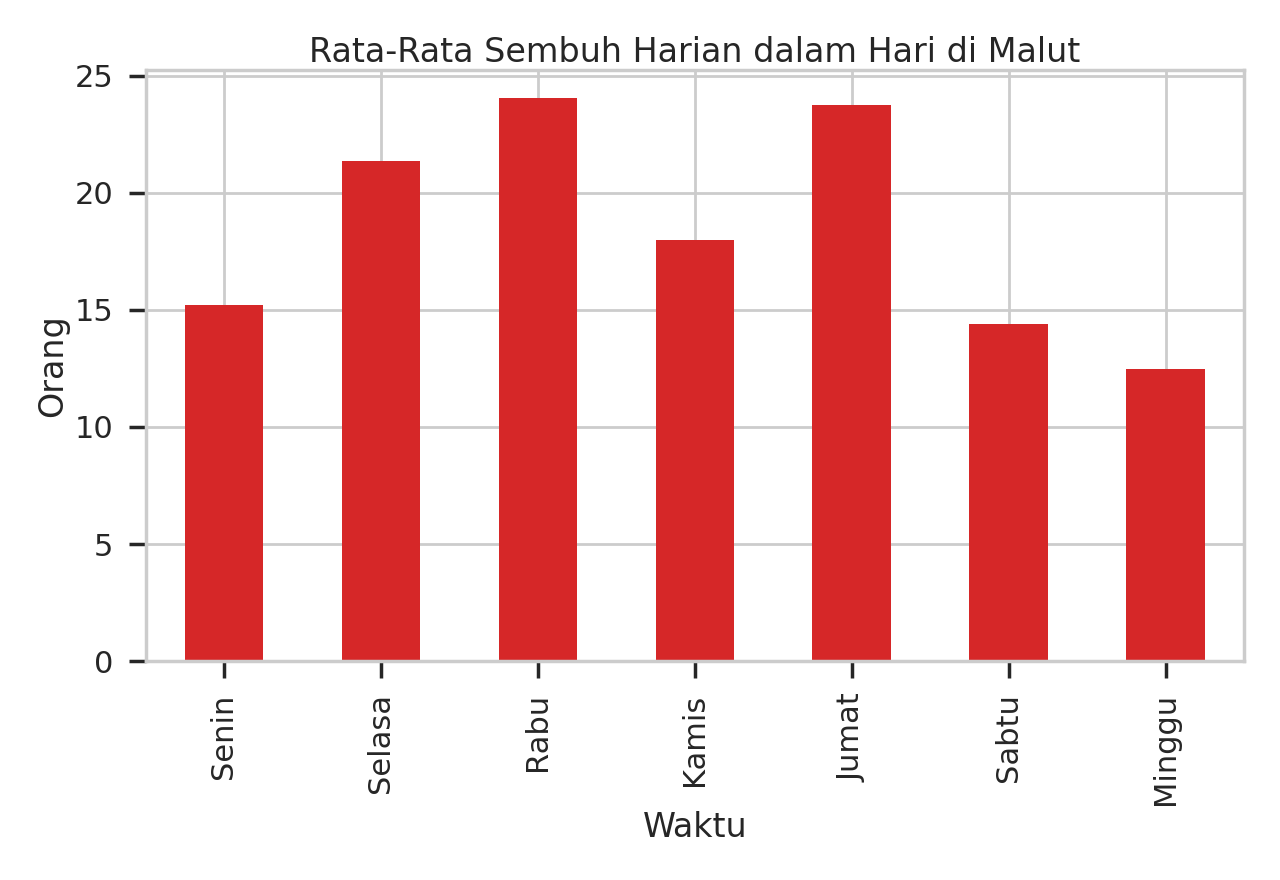 Rata-Rata Sembuh Harian dalam Hari di Malut
Orang
25
20
15
10
5
0
Senin
Selasa
Rabu
Kamis
Jumat
Sabtu
Minggu
Waktu